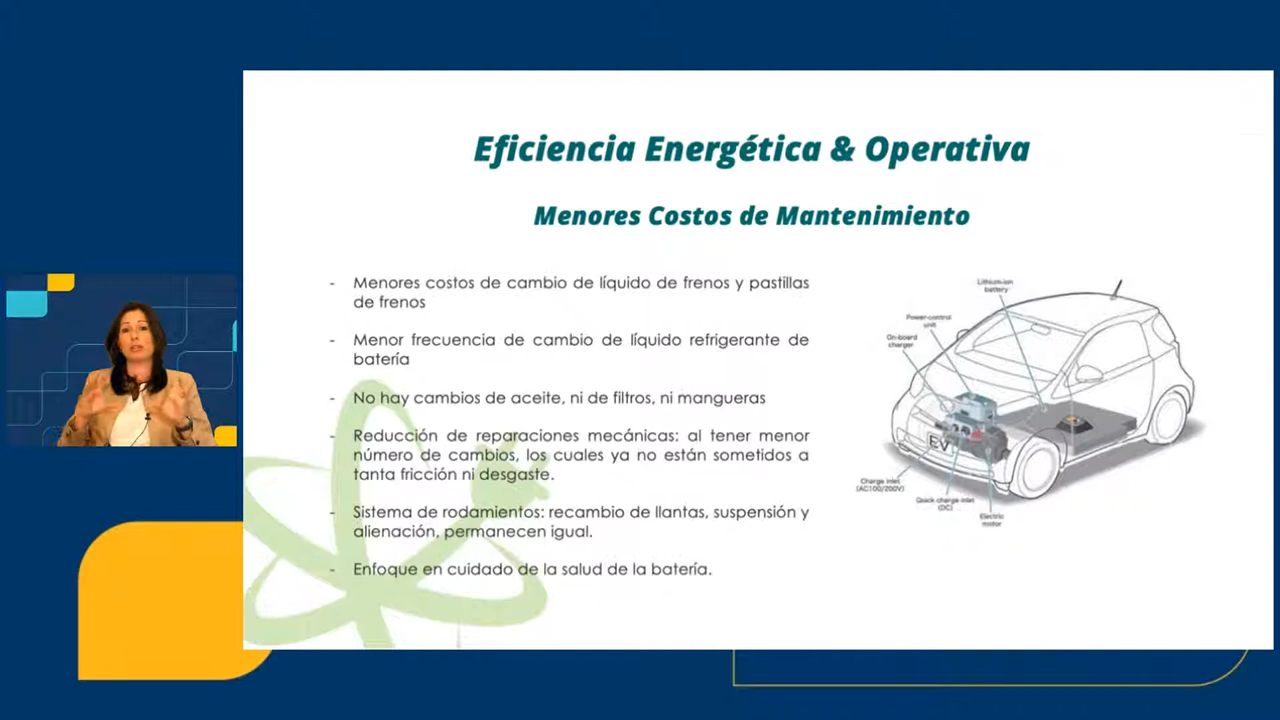 Eficiencia Energética & Operativa
Menores Costos de Mantenimiento
- Menores costos de cambio de líquido de frenos y pastillas
de frenos
- Menor frecuencia de cambio de líquido refrigerante de
batería
- No hay cambios de aceite, ni de filtros, ni mangueras
- Reducción de reparaciones mecánicas: al tener menor
número de cambios, los cuales ya no están sometidos a
tanta fricción ni desgaste.
- Sistema de rodamientos: recambio de llantas, suspensión y
alienación, permanecen igual.
- Enfoque en cuidado de la salud de la batería.
Lithium-ion
battery
Power-control
unit
On-board
charger
EV
Charge inlet
(AC100/200V)
Quick charge inlet
(DC)
Electric
motor